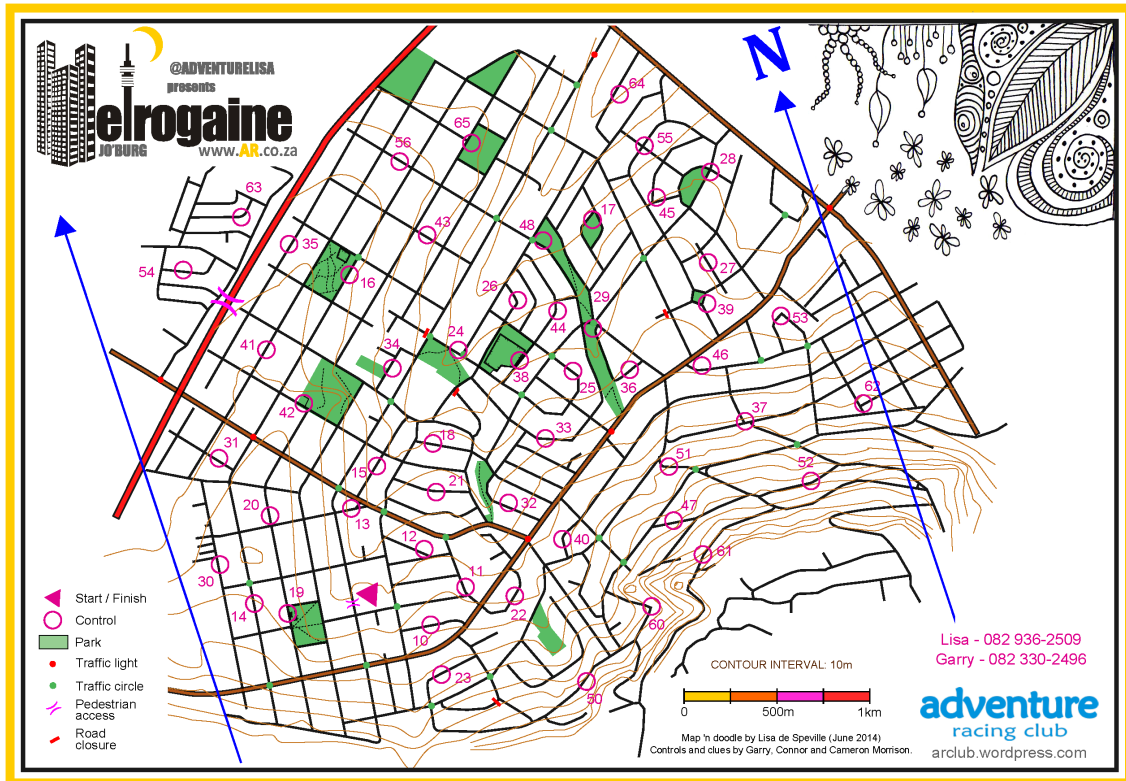 @ADVENTURELISA
presents
elrogaine
JO'BURG
www.AR.co.za
N
64
65
55
56
28
63
45
17
43
48
35
27
54
16
26
29
39
44
53
24
41
34
46
38
25
36
62
42
37
33
18
31
15
51
52
21
20
32
47
13
12
40
61
30
11
19
14
22
60
10
23
50
Start / Finish
Control
Park
Traffic light
Traffic circle
Pedestrian
access
Road
closure
Lisa - 082 936-2509
Garry - 082 330-2496
CONTOUR INTERVAL: 10m
0 500m 1km
Map 'n doodle by Lisa de Speville (June 2014)
Controls and clues by Garry, Connor and Cameron Morrison.
adventure
racing club
arclub.wordpress.com